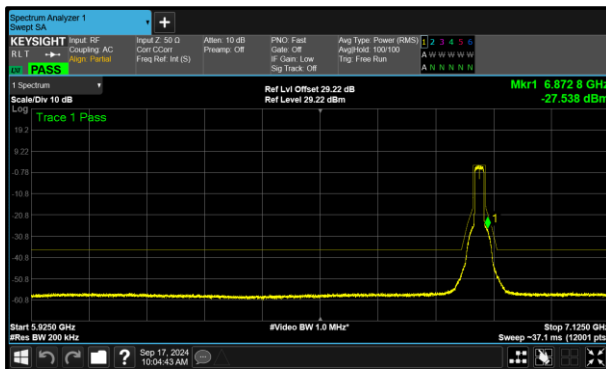 Spectrum Analyzer 1
Swept SA
KEYSIGHT
RLT
PASS
Input: RF
Coupling: AC
Align: Partial
Input Z: 50 Ω
Corr CCorr
Freq Ref: Int (S)
Atten: 10 dB
Preamp: Off
PNO: Fast
Gate: Off
IF Gain: Low
Sig Track: Off
Avg Type: Power (RMS)
Avg|Hold: 100/100
Trig: Free Run
1 2 3 4 5 6
A W W W W W
A N N N N N
1 Spectrum
Scale/Div 10 dB
Ref Lvl Offset 29.22 dB
Ref Level 29.22 dBm
Mkr1 6.872 8 GHz
-27.538 dBm
Log
Trace 1 Pass
19.2
9.22
-0.78
-10.8
-20.8
-30.8
-40.8
-50.8
-60.8
1
Start 5.9250 GHz
#Res BW 200 kHz
#Video BW 1.0 MHz*
Stop 7.1250 GHz
Sweep ~37.1 ms (12001 pts)
Sep 17, 2024
10:04:43 AM